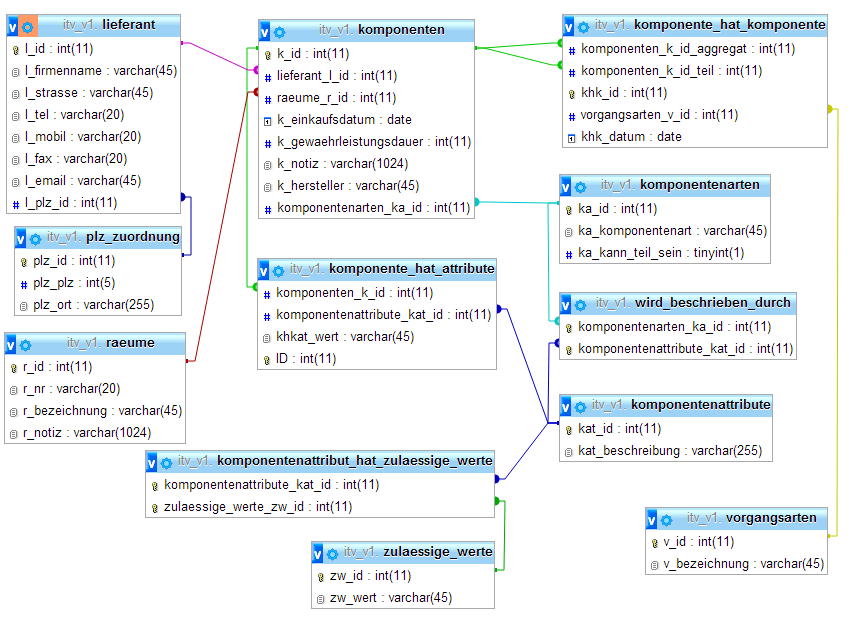 v itv_v1. lieferant
l_id : int(11)
l_firmenname : varchar(45)
l_strasse : varchar(45)
l_tel : varchar(20)
l_mobil : varchar(20)
l_fax : varchar(20)
l_email : varchar(45)
# l_plz_id : int(11)
v itv_v1. plz_zuordnung
plz_id : int(11)
# plz_plz : int(5)
plz_ort : varchar(255)
v itv_v1. raeume
r_id : int(11)
r_nr : varchar(20)
r_bezeichnung : varchar(45)
r_notiz : varchar(1024)
v itv_v1. komponenten
k_id : int(11)
# lieferant_l_id : int(11)
# raeume_r_id : int(11)
k_einkaufsdatum : date
# k_gewaehrleistungsdauer : int(11)
k_notiz : varchar(1024)
k_hersteller : varchar(45)
# komponentenarten_ka_id : int(11)
v itv_v1. komponente_hat_attribute
# komponenten_k_id : int(11)
# komponentenattribute_kat_id : int(11)
khkat_wert : varchar(45)
ID : int(11)
v itv_v1. komponentenattribut_hat_zulaessige_werte
komponentenattribute_kat_id : int(11)
zulaessige_werte_zw_id : int(11)
v itv_v1. zulaessige_werte
zw_id : int(11)
zw_wert : varchar(45)
v itv_v1. komponente_hat_komponente
# komponenten_k_id_aggregat : int(11)
# komponenten_k_id_teil : int(11)
khk_id : int(11)
# vorgangsarten_v_id : int(11)
khk_datum : date
v itv_v1. komponentenarten
ka_id : int(11)
ka_komponentenart : varchar(45)
# ka_kann_teil_sein : tinyint(1)
v itv_v1. wird_beschrieben_durch
komponentenarten_ka_id : int(11)
komponentenattribute_kat_id : int(11)
v itv_v1. komponentenattribute
kat_id : int(11)
kat_beschreibung : varchar(255)
v itv_v1. vorgangsarten
v_id : int(11)
v_bezeichnung : varchar(45)